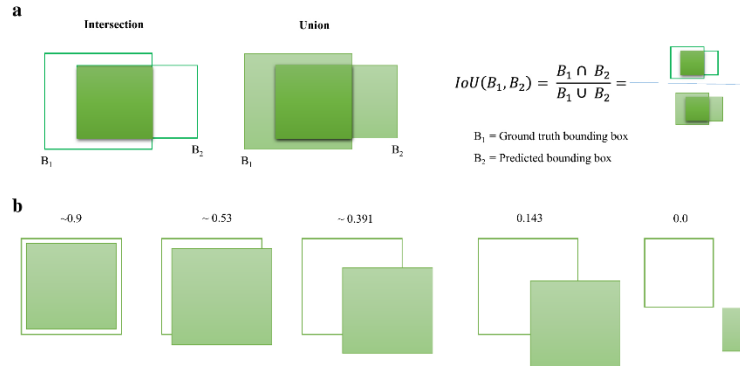 a
Intersection
Union
B₁
B₂
B₁
B₂
IoU(B₁, B₂) = B₁ ∩ B₂ / B₁ ∪ B₂ =
B₁ = Ground truth bounding box
B₂ = Predicted bounding box
b
~0.9
~ 0.53
~ 0.391
0.143
0.0